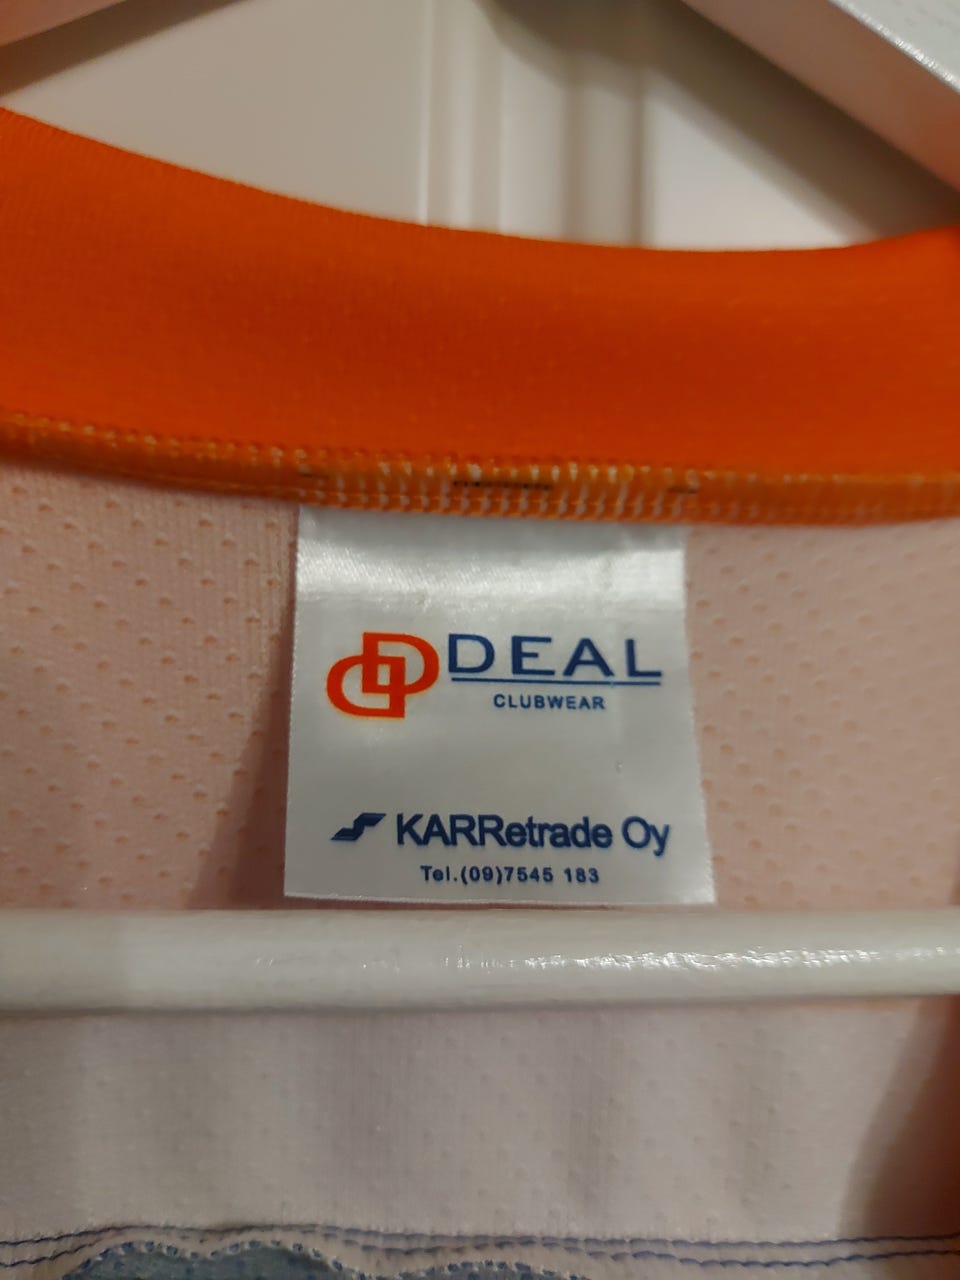 DEAL
CLUBWEAR
KARRetrade Oy
Tel.(09)7545 183